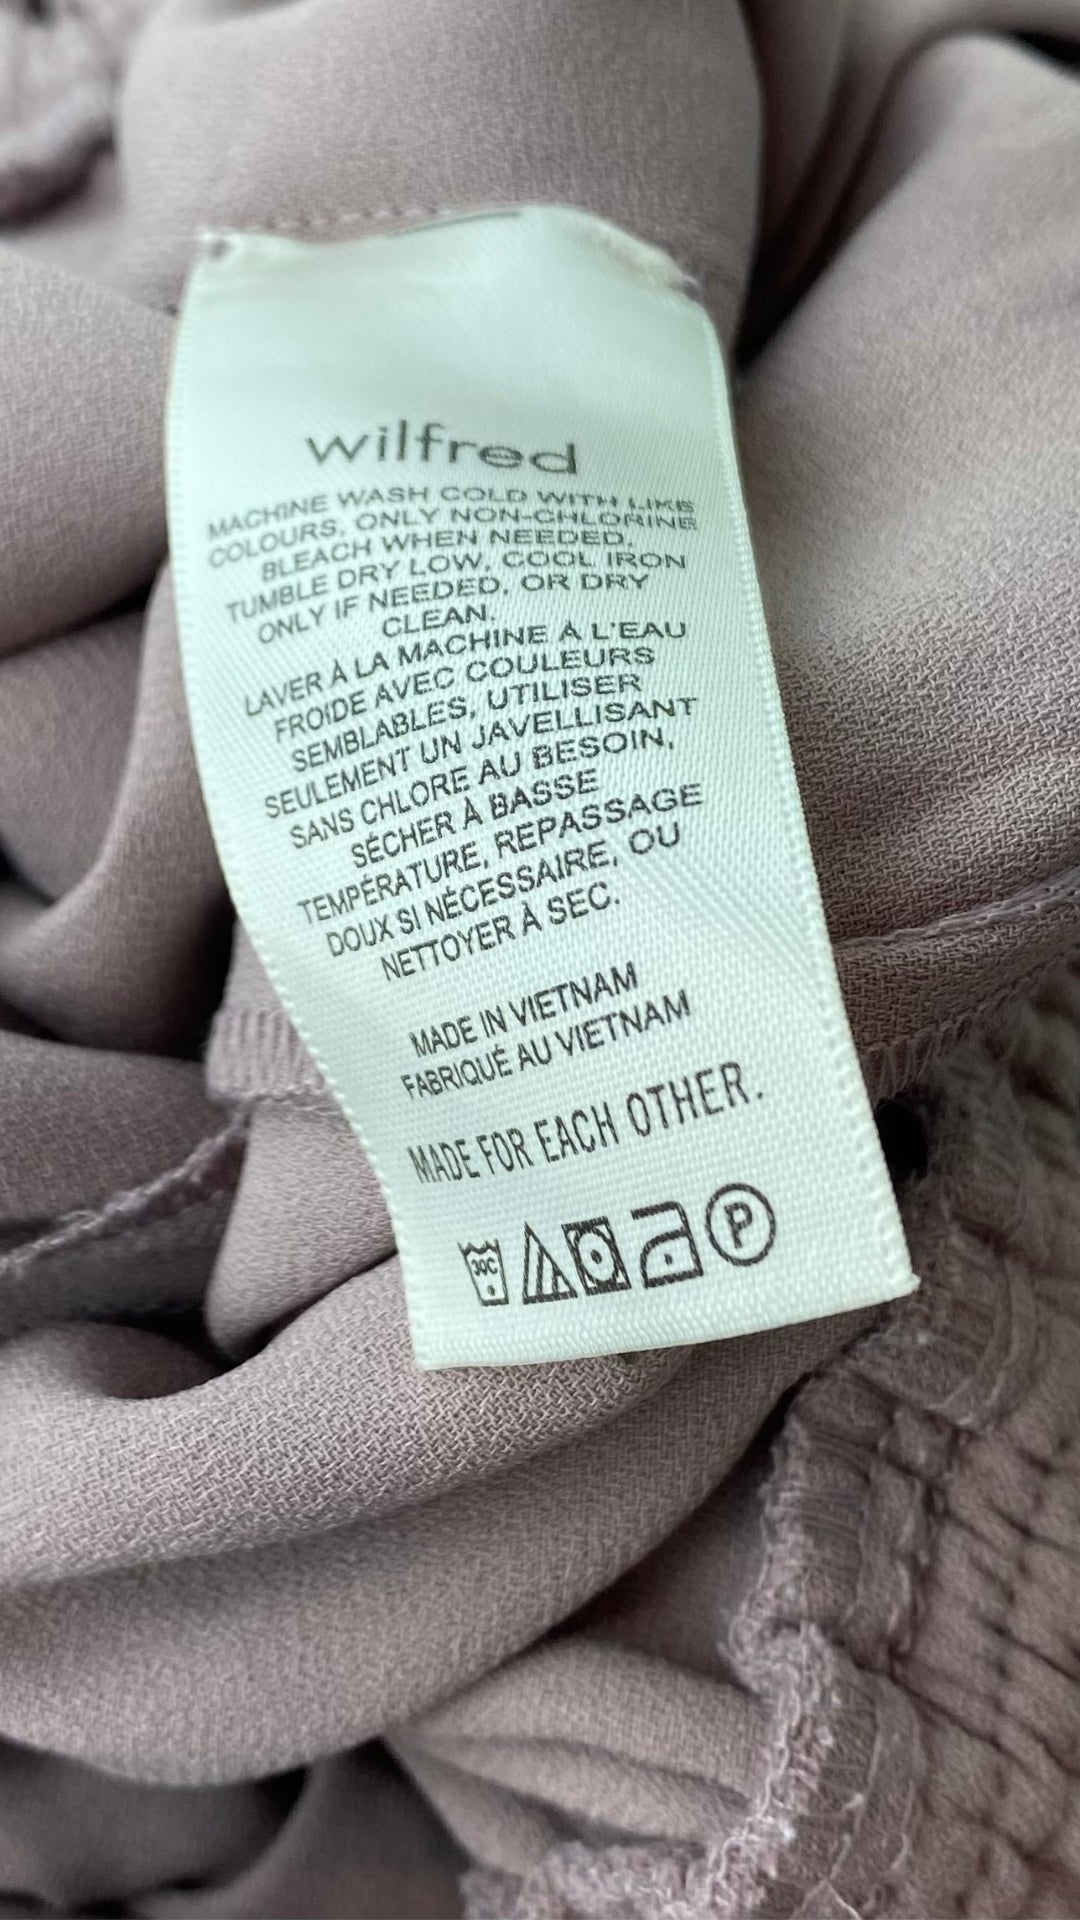 wilfred
MACHINE WASH COLD WITH LIKE
COLOURS, ONLY NON-CHLORINE
BLEACH WHEN NEEDED,
TUMBLE DRY LOW, COOL IRON
ONLY IF NEEDED, OR DRY
CLEAN.
LAVER À LA MACHINE À L'EAU
FROIDE AVEC COULEURS
SEMBLABLES, UTILISER
SEULEMENT UN JAVELLISANT
SANS CHLORE AU BESOIN,
SÉCHER À BASSE
TEMPÉRATURE, REPASSAGE
DOUX SI NÉCESSAIRE, OU
NETTOYER À SEC.
MADE IN VIETNAM
FABRIQUÉ AU VIETNAM
MADE FOR EACH OTHER.
30C P